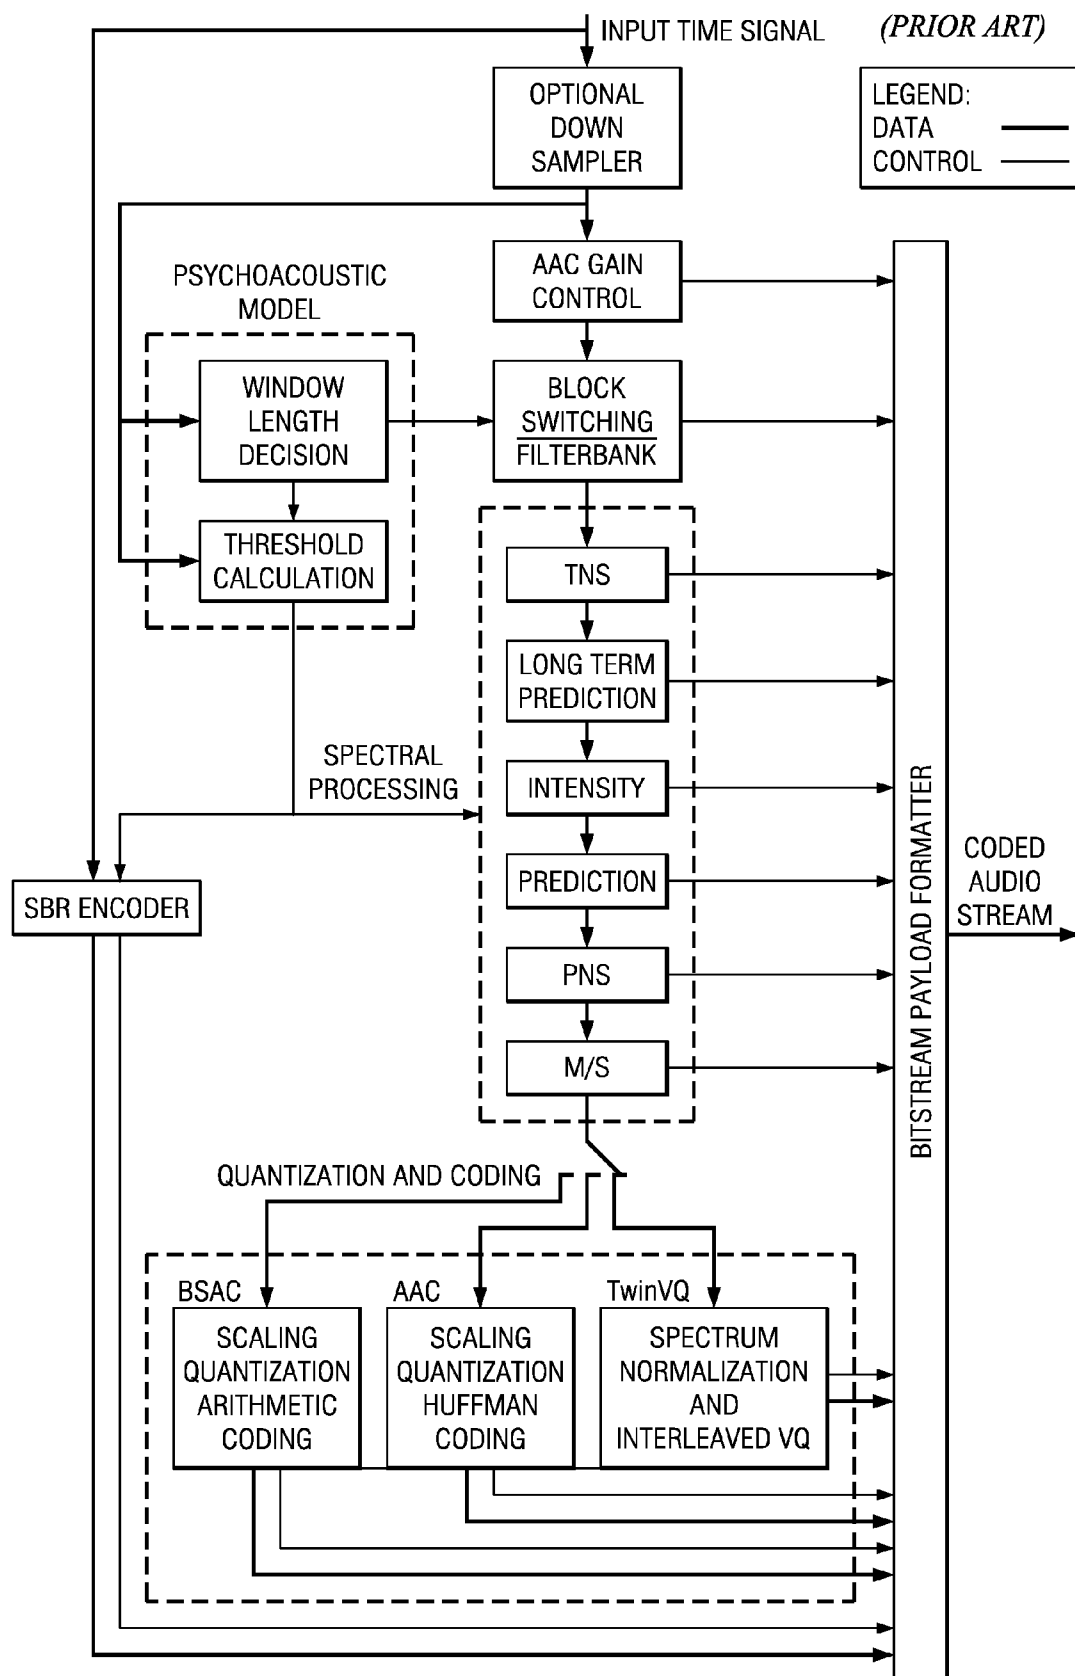 INPUT TIME SIGNAL
(PRIOR ART)
OPTIONAL
DOWN
SAMPLER
LEGEND:
DATA
CONTROL
AAC GAIN
CONTROL
PSYCHOACOUSTIC
MODEL
WINDOW
LENGTH
DECISION
BLOCK
SWITCHING
FILTERBANK
THRESHOLD
CALCULATION
TNS
LONG TERM
PREDICTION
SPECTRAL
PROCESSING
INTENSITY
PREDICTION
SBR ENCODER
PNS
M/S
BITSTREAM PAYLOAD FORMATTER
CODED
AUDIO
STREAM
QUANTIZATION AND CODING
BSAC
SCALING
QUANTIZATION
ARITHMETIC
CODING
AAC
SCALING
QUANTIZATION
HUFFMAN
CODING
TwinVQ
SPECTRUM
NORMALIZATION
AND
INTERLEAVED VQ